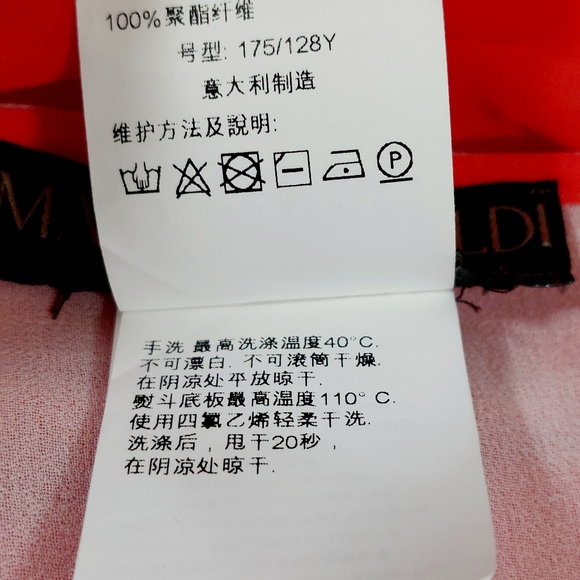 100%聚酯纤维
号型: 175/128Y
意大利制造
维护方法及說明:
P
MA
LDI
手洗 最高洗涤温度40°C.
不可漂白. 不可滚筒干燥.
在阴凉处平放晾干.
熨斗底板最高温度110° C.
使用四氯乙烯轻柔干洗.
洗涤后，甩干20秒，
在阴凉处晾干.